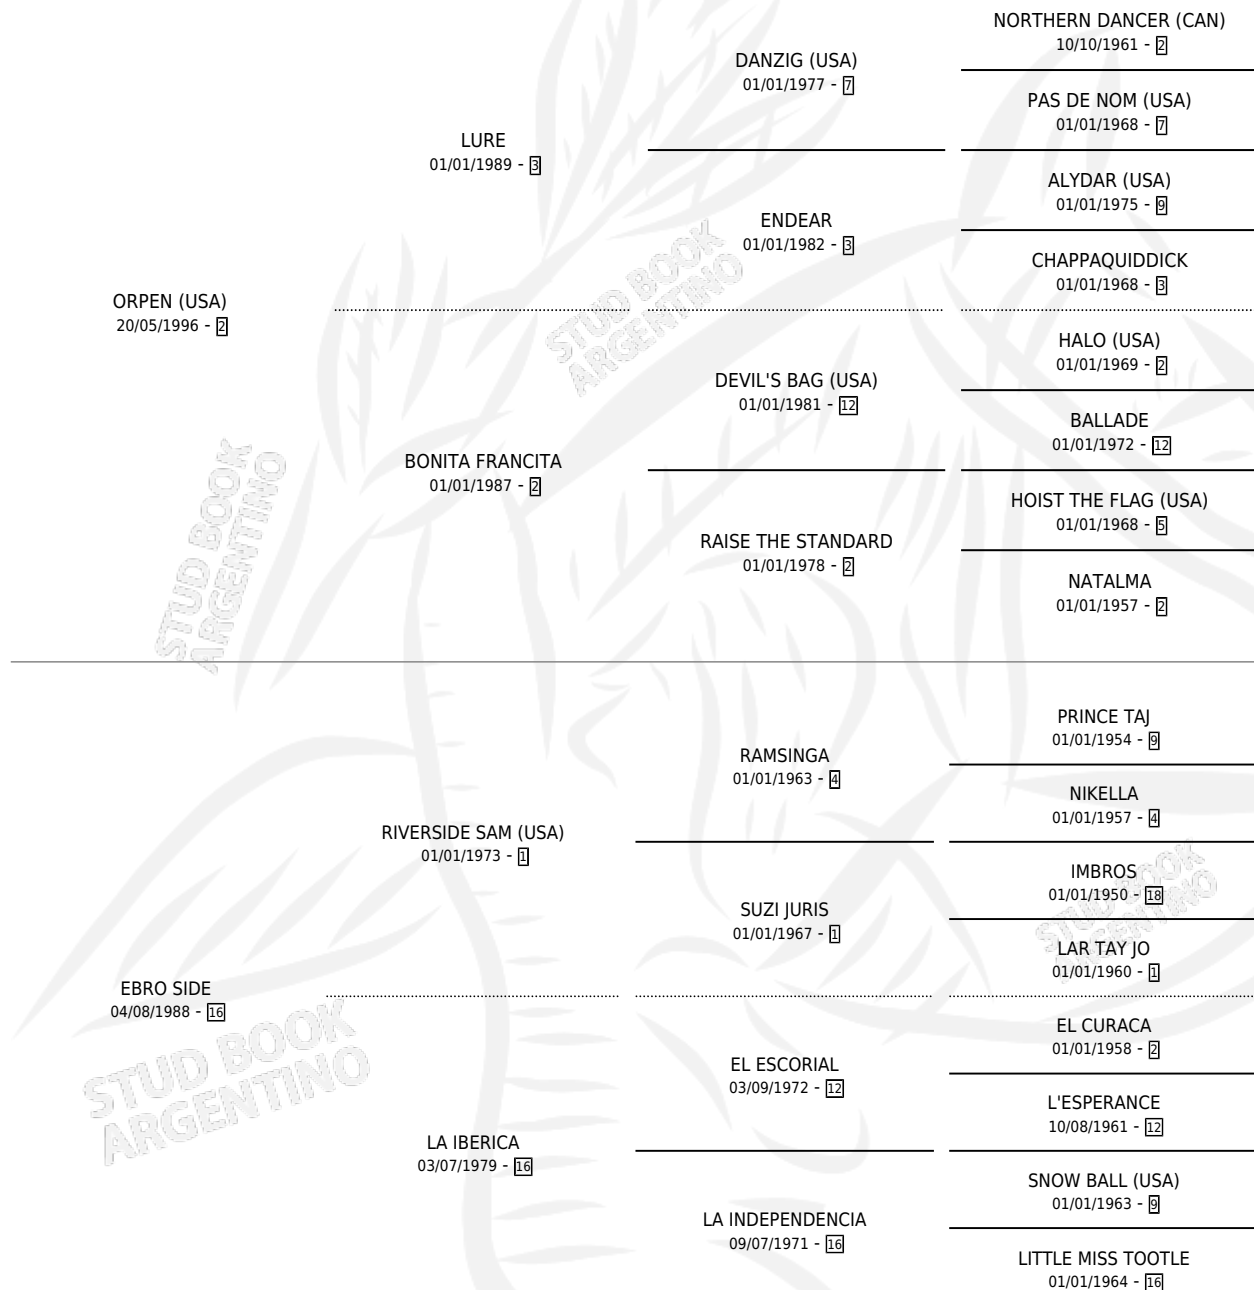 NORTHERN DANCER (CAN)
10/10/1961 - 2
DANZIG (USA)
01/01/1977 - 7
PAS DE NOM (USA)
01/01/1968 - 7
LURE
01/01/1989 - 3
ALYDAR (USA)
01/01/1975 - 9
ENDEAR
01/01/1982 - 3
CHAPPAQUIDDICK
01/01/1968 - 3
ORPEN (USA)
20/05/1996 - 2
HALO (USA)
01/01/1969 - 2
DEVIL'S BAG (USA)
01/01/1981 - 12
BALLADE
01/01/1972 - 12
BONITA FRANCITA
01/01/1987 - 2
HOIST THE FLAG (USA)
01/01/1968 - 5
RAISE THE STANDARD
01/01/1978 - 2
NATALMA
01/01/1957 - 2
PRINCE TAJ
01/01/1954 - 9
RAMSINGA
01/01/1963 - 4
NIKELLA
01/01/1957 - 4
RIVERSIDE SAM (USA)
01/01/1973 - 1
IMBROS
01/01/1950 - 18
SUZI JURIS
01/01/1967 - 1
LAR TAY JO
01/01/1960 - 1
EBRO SIDE
04/08/1988 - 16
EL CURACA
01/01/1958 - 2
EL ESCORIAL
03/09/1972 - 12
L'ESPERANCE
10/08/1961 - 12
LA IBERICA
03/07/1979 - 16
SNOW BALL (USA)
01/01/1963 - 9
LA INDEPENDENCIA
09/07/1971 - 16
LITTLE MISS TOOTLE
01/01/1964 - 16
STUD BOOK
ARGENTINO
STUD BOOK
ARGENTINO
STUD BOOK
ARGENTINO
STUD BOOK
ARGENTINO